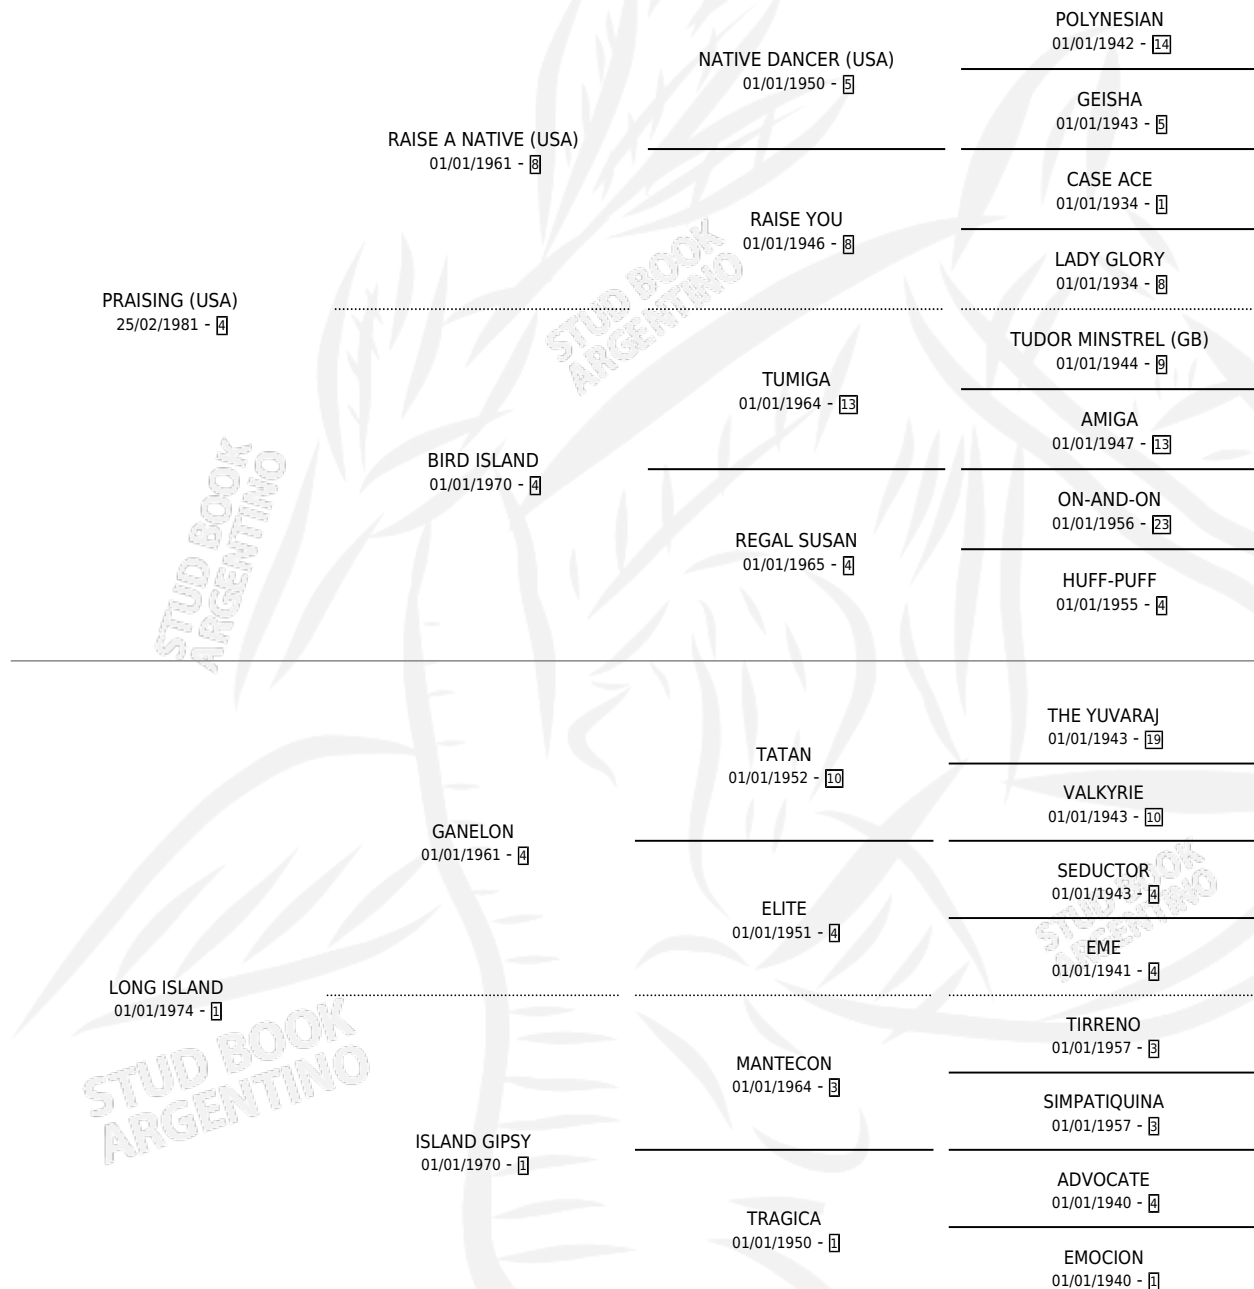 POLYNESIAN
01/01/1942 - 14
NATIVE DANCER (USA)
01/01/1950 - 5
GEISHA
01/01/1943 - 5
RAISE A NATIVE (USA)
01/01/1961 - 8
CASE ACE
01/01/1934 - 1
RAISE YOU
01/01/1946 - 8
LADY GLORY
01/01/1934 - 8
PRAISING (USA)
25/02/1981 - 4
STUD BOOK
ARGENTINO
TUDOR MINSTREL (GB)
01/01/1944 - 9
TUMIGA
01/01/1964 - 13
AMIGA
01/01/1947 - 13
BIRD ISLAND
01/01/1970 - 4
ON-AND-ON
01/01/1956 - 23
REGAL SUSAN
01/01/1965 - 4
HUFF-PUFF
01/01/1955 - 4
STUD BOOK
ARGENTINO
THE YUVARAJ
01/01/1943 - 19
TATAN
01/01/1952 - 10
VALKYRIE
01/01/1943 - 10
GANELON
01/01/1961 - 4
SEDUCTOR
01/01/1943 - 4
ELITE
01/01/1951 - 4
EME
01/01/1941 - 4
STUD BOOK
ARGENTINO
LONG ISLAND
01/01/1974 - 1
TIRRENO
01/01/1957 - 3
MANTECON
01/01/1964 - 3
SIMPATIQUINA
01/01/1957 - 3
STUD BOOK
ARGENTINO
ISLAND GIPSY
01/01/1970 - 1
ADVOCATE
01/01/1940 - 4
TRAGICA
01/01/1950 - 1
EMOCION
01/01/1940 - 1